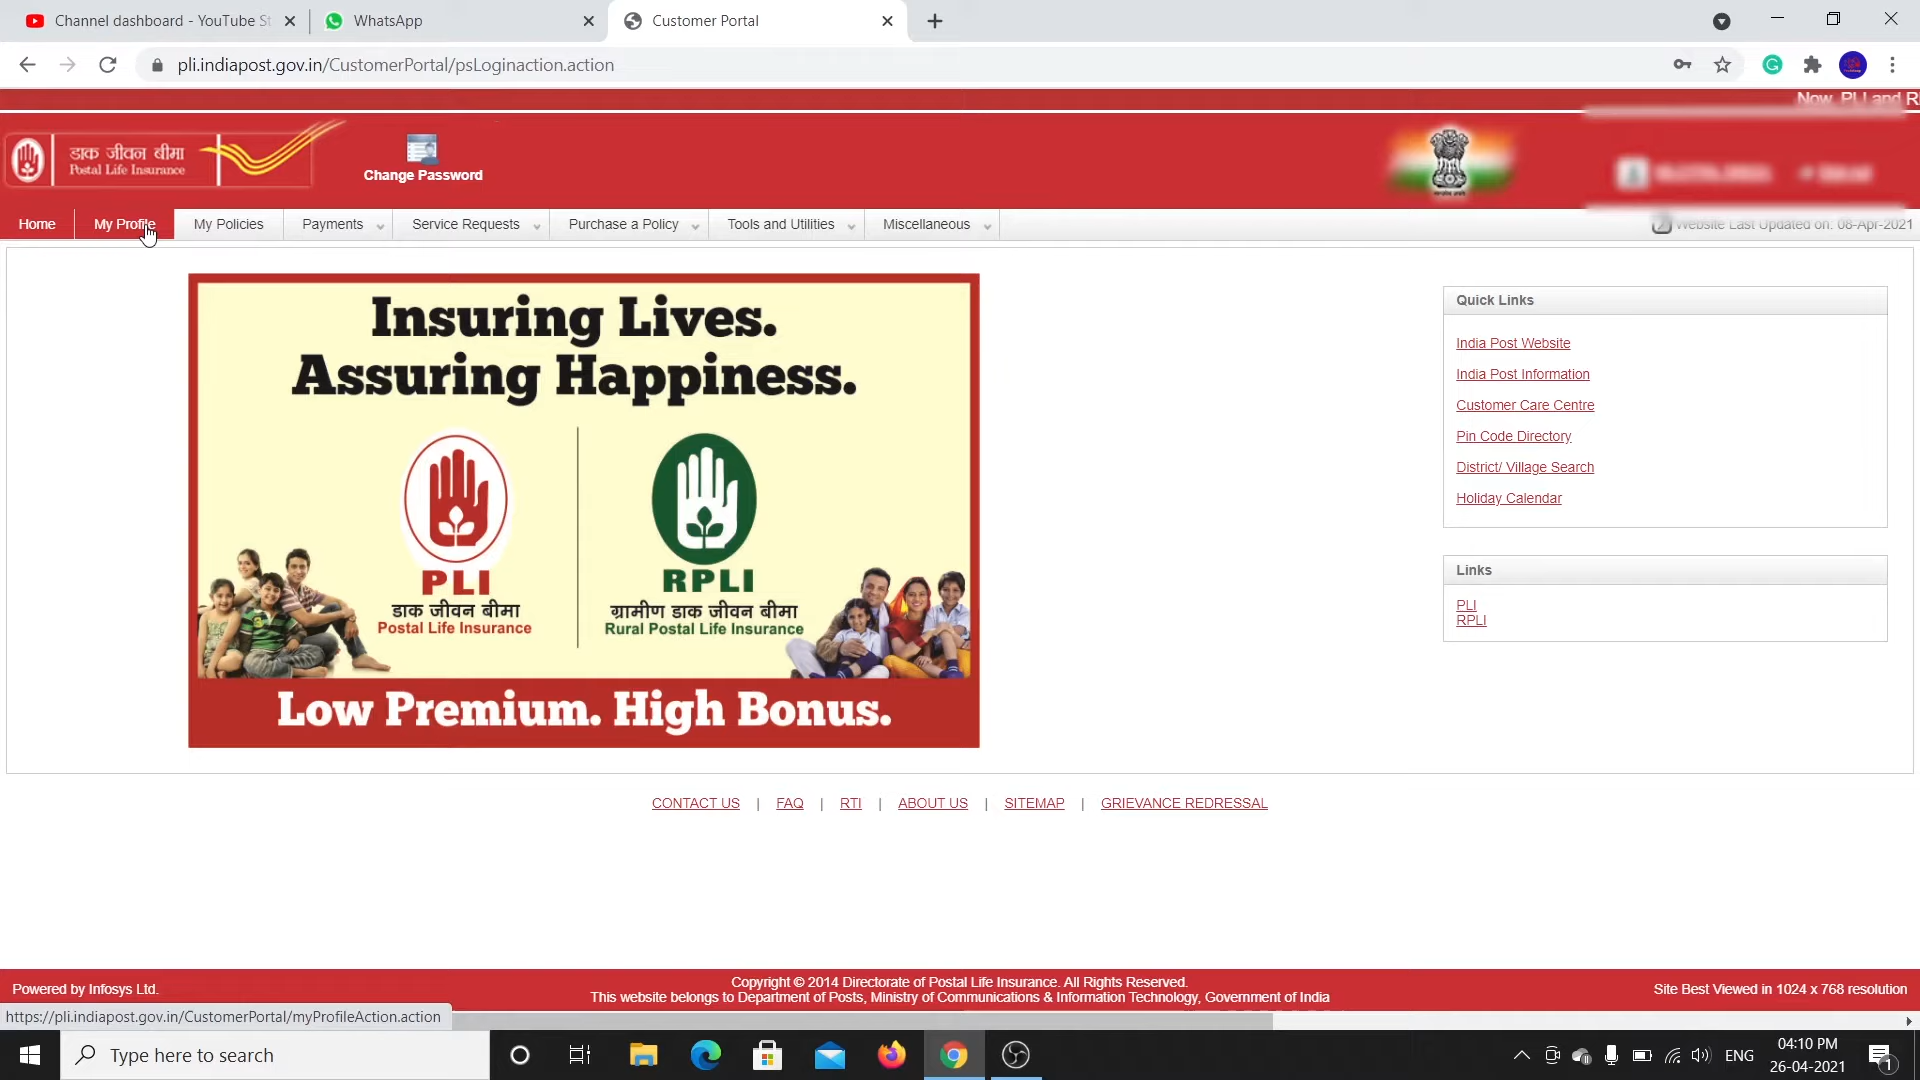 Channel dashboard - YouTube St
WhatsApp
Customer Portal
pli.indiapost.gov.in/CustomerPortal/psLoginaction.action
Now, PLI and R
डाक जीवन बीमा
Postal Life Insurance
Change Password
Home
My Profile
My Policies
Payments
Service Requests
Purchase a Policy
Tools and Utilities
Miscellaneous
Website Last Updated on: 08-Apr-2021
Insuring Lives.
Assuring Happiness.
PLI
डाक जीवन बीमा
Postal Life Insurance
RPLI
ग्रामीण डाक जीवन बीमा
Rural Postal Life Insurance
Low Premium. High Bonus.
Quick Links
India Post Website
India Post Information
Customer Care Centre
Pin Code Directory
District/ Village Search
Holiday Calendar
Links
PLI
RPLI
CONTACT US | FAQ | RTI | ABOUT US | SITEMAP | GRIEVANCE REDRESSAL
Powered by Infosys Ltd.
Copyright © 2014 Directorate of Postal Life Insurance. All Rights Reserved.
This website belongs to Department of Posts, Ministry of Communications & Information Technology, Government of India
Site Best Viewed in 1024 x 768 resolution
https://pli.indiapost.gov.in/CustomerPortal/myProfileAction.action
Type here to search
ENG
04:10 PM
26-04-2021
1